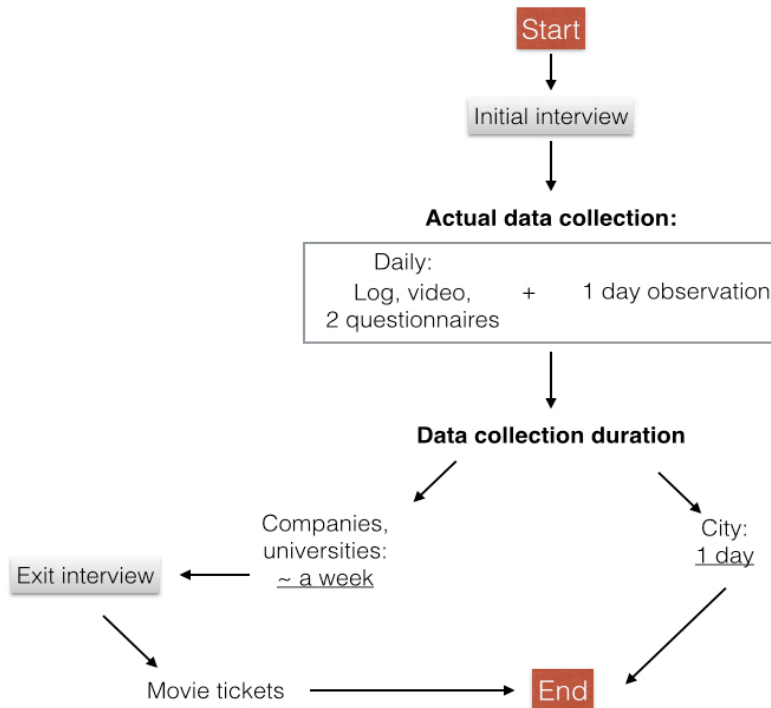 Start
Initial interview
Actual data collection:
Daily:
Log, video,
2 questionnaires
+
1 day observation
Data collection duration
Companies,
universities:
~ a week
City:
1 day
Exit interview
Movie tickets
End